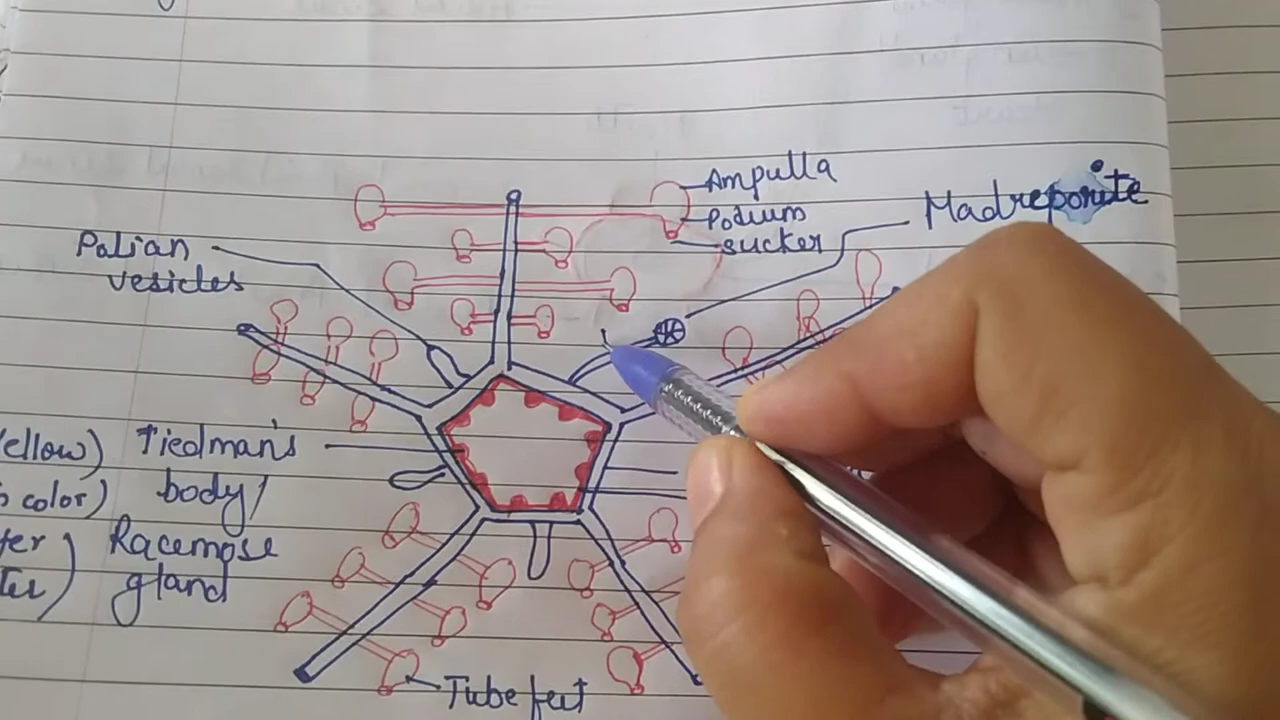 Ampulla
Podium
sucker
Madreporite
Polian
vesicles
ellow) Tiedman's
color) body/
Racemose
gland
Tube feet